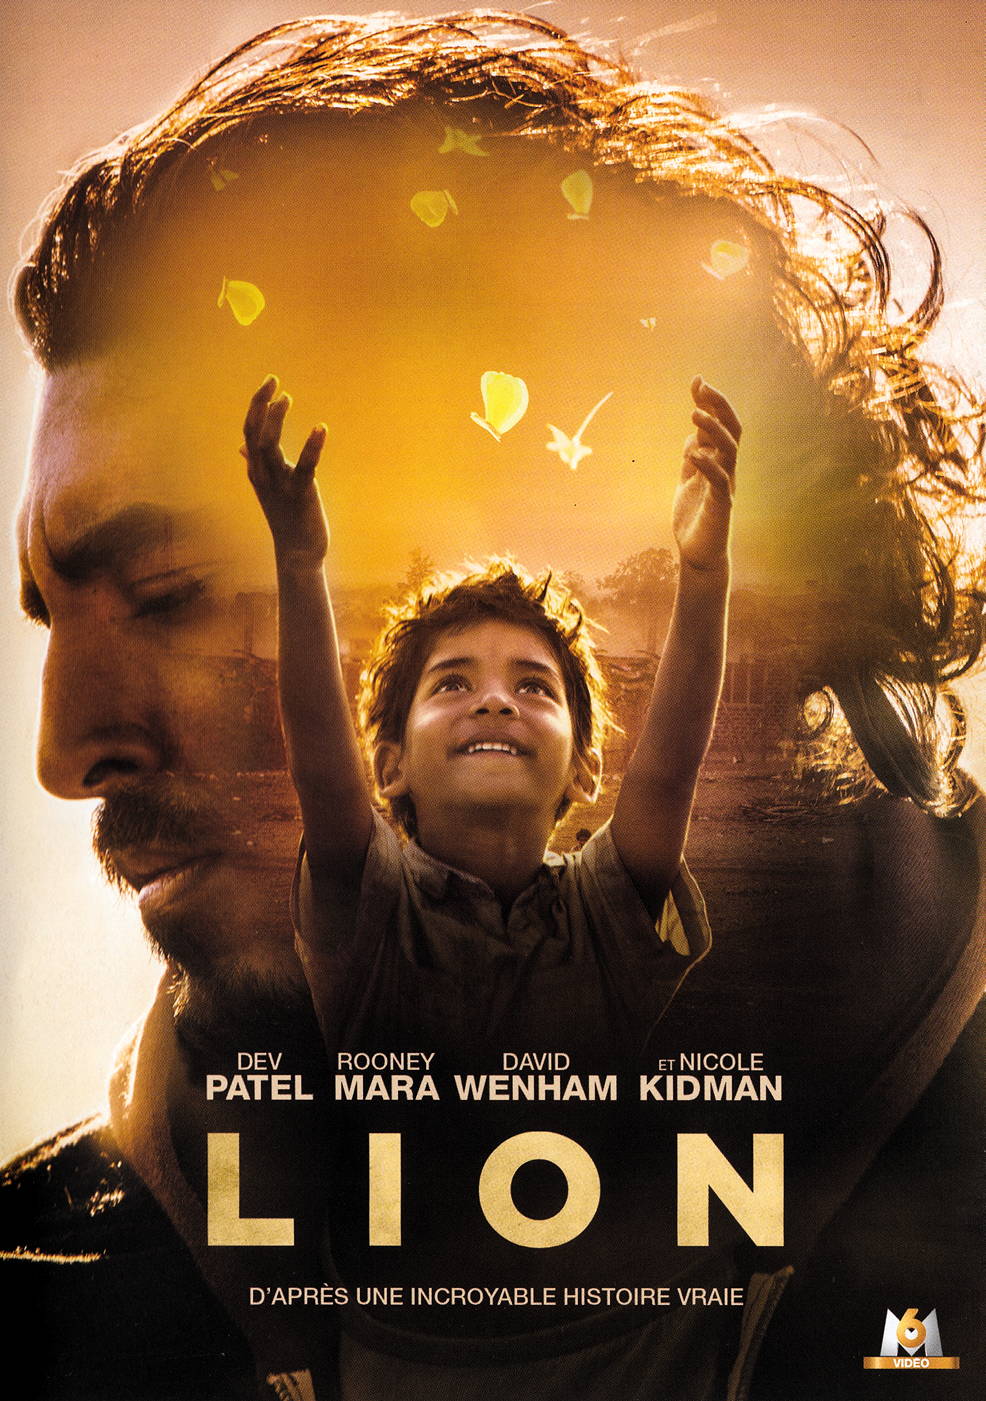 DEV ROONEY DAVID ET NICOLE
PATEL MARA WENHAM KIDMAN
LION
D'APRÈS UNE INCROYABLE HISTOIRE VRAIE
M6
VIDEO